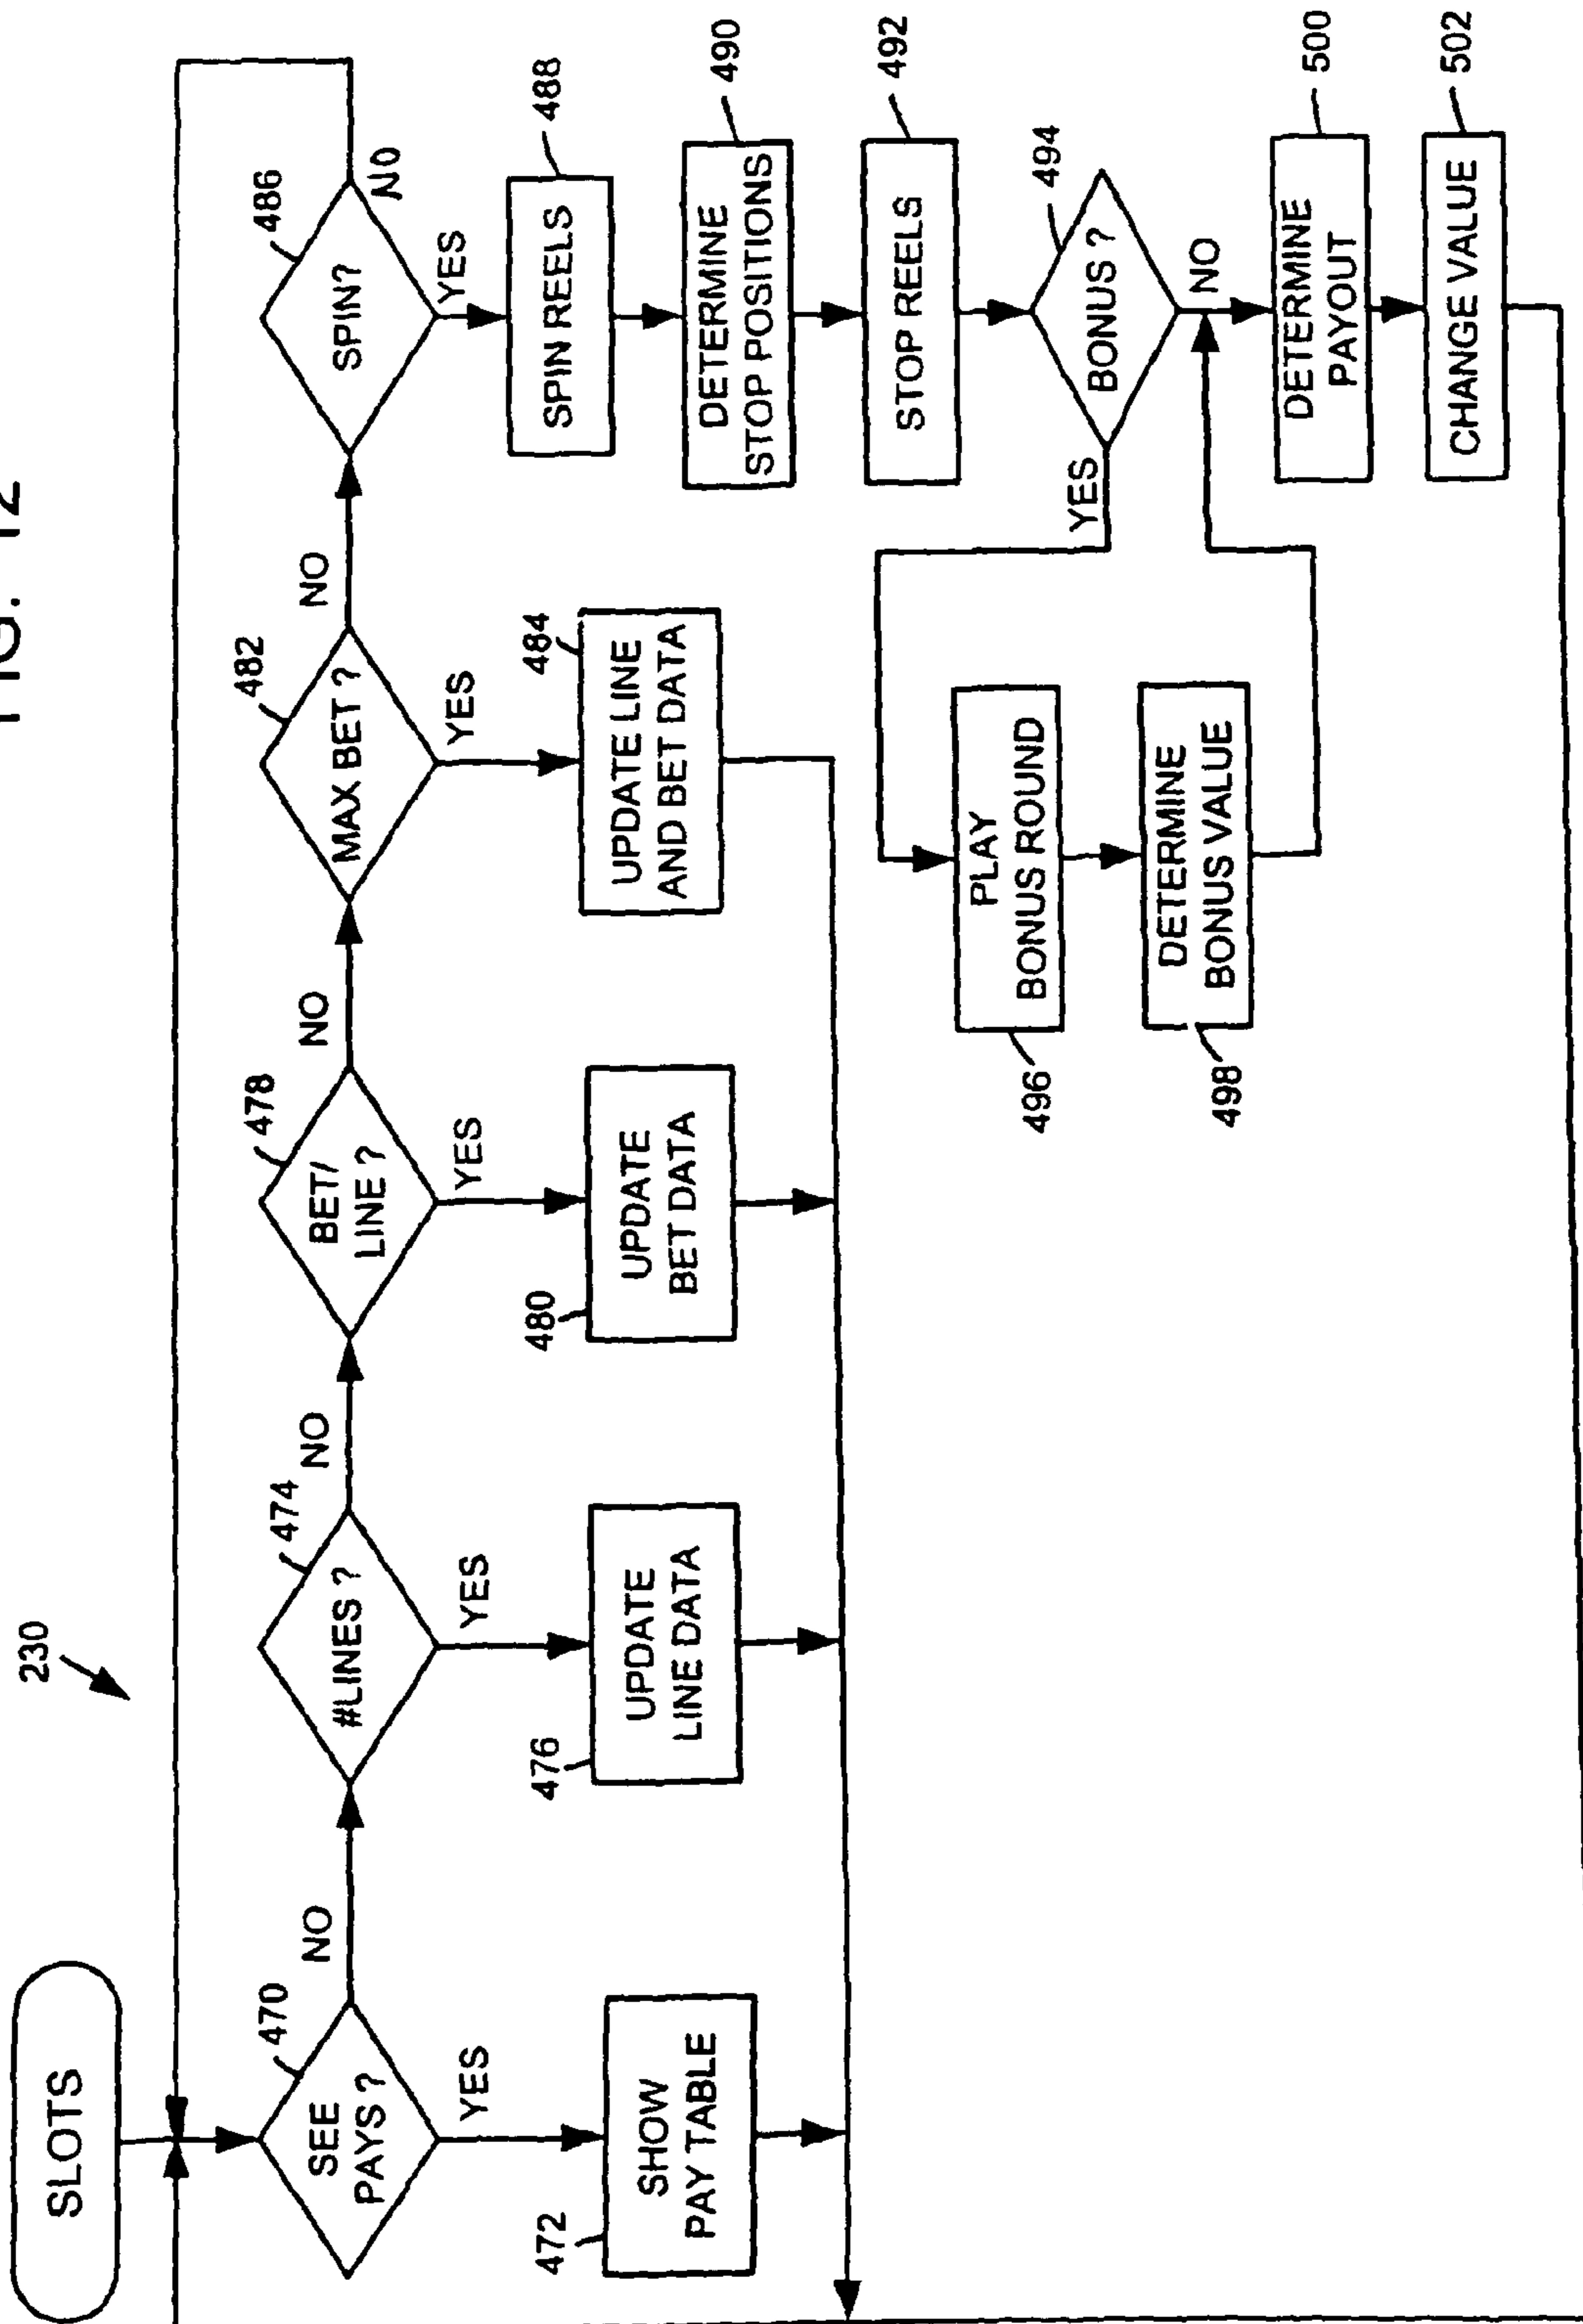 FIG. 12
230
SLOTS
470
SEE
PAYS ?
NO
YES
472
SHOW
PAY TABLE
474
#LINES ?
NO
YES
476
UPDATE
LINE DATA
478
BET/
LINE ?
NO
YES
480
UPDATE
BET DATA
482
MAX BET ?
NO
YES
484
UPDATE LINE
AND BET DATA
486
SPIN?
NO
YES
488
SPIN REELS
490
DETERMINE
STOP POSITIONS
492
STOP REELS
494
BONUS ?
YES
NO
496
PLAY
BONUS ROUND
498
DETERMINE
BONUS VALUE
500
DETERMINE
PAYOUT
502
CHANGE VALUE